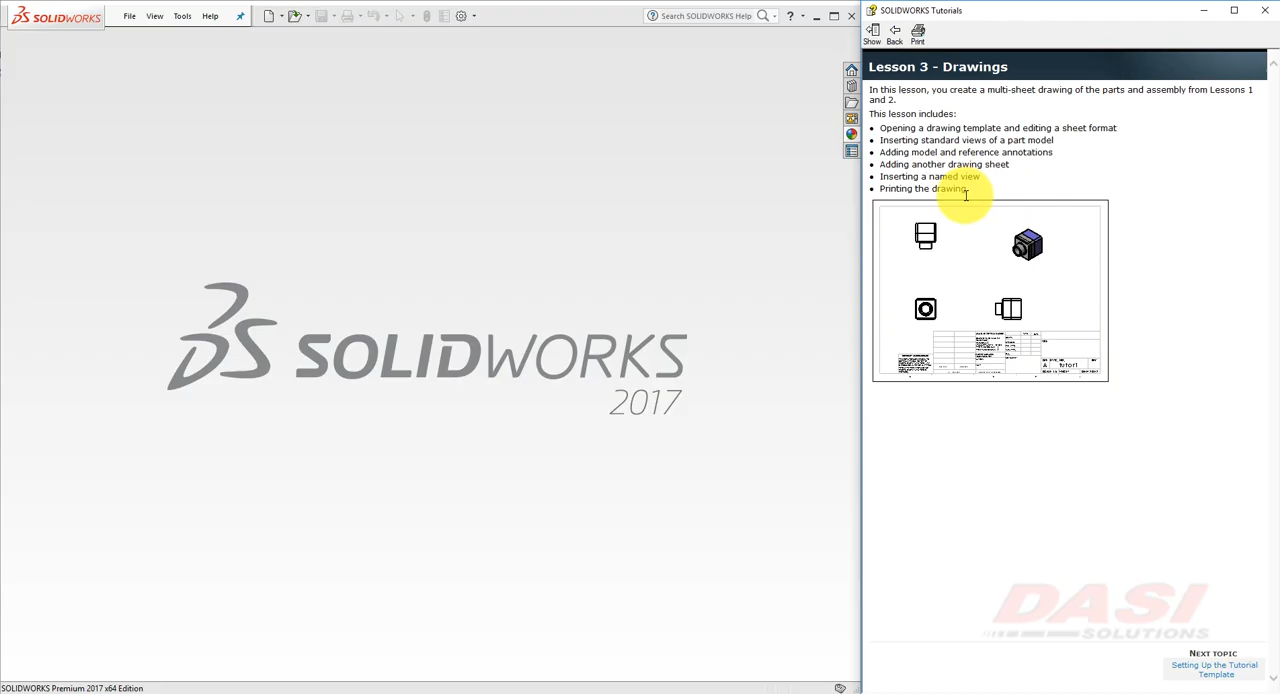 SOLIDWORKS
File
View
Tools
Help
Search SOLIDWORKS Help
?
SOLIDWORKS Tutorials
Show
Back
Print
Lesson 3 - Drawings
In this lesson, you create a multi-sheet drawing of the parts and assembly from Lessons 1
and 2.
This lesson includes:
• Opening a drawing template and editing a sheet format
• Inserting standard views of a part model
• Adding model and reference annotations
• Adding another drawing sheet
• Inserting a named view
• Printing the drawing
A tutor1
SOLIDWORKS
2017
DASI
SOLUTIONS
NEXT TOPIC
Setting Up the Tutorial
Template
SOLIDWORKS Premium 2017 x64 Edition